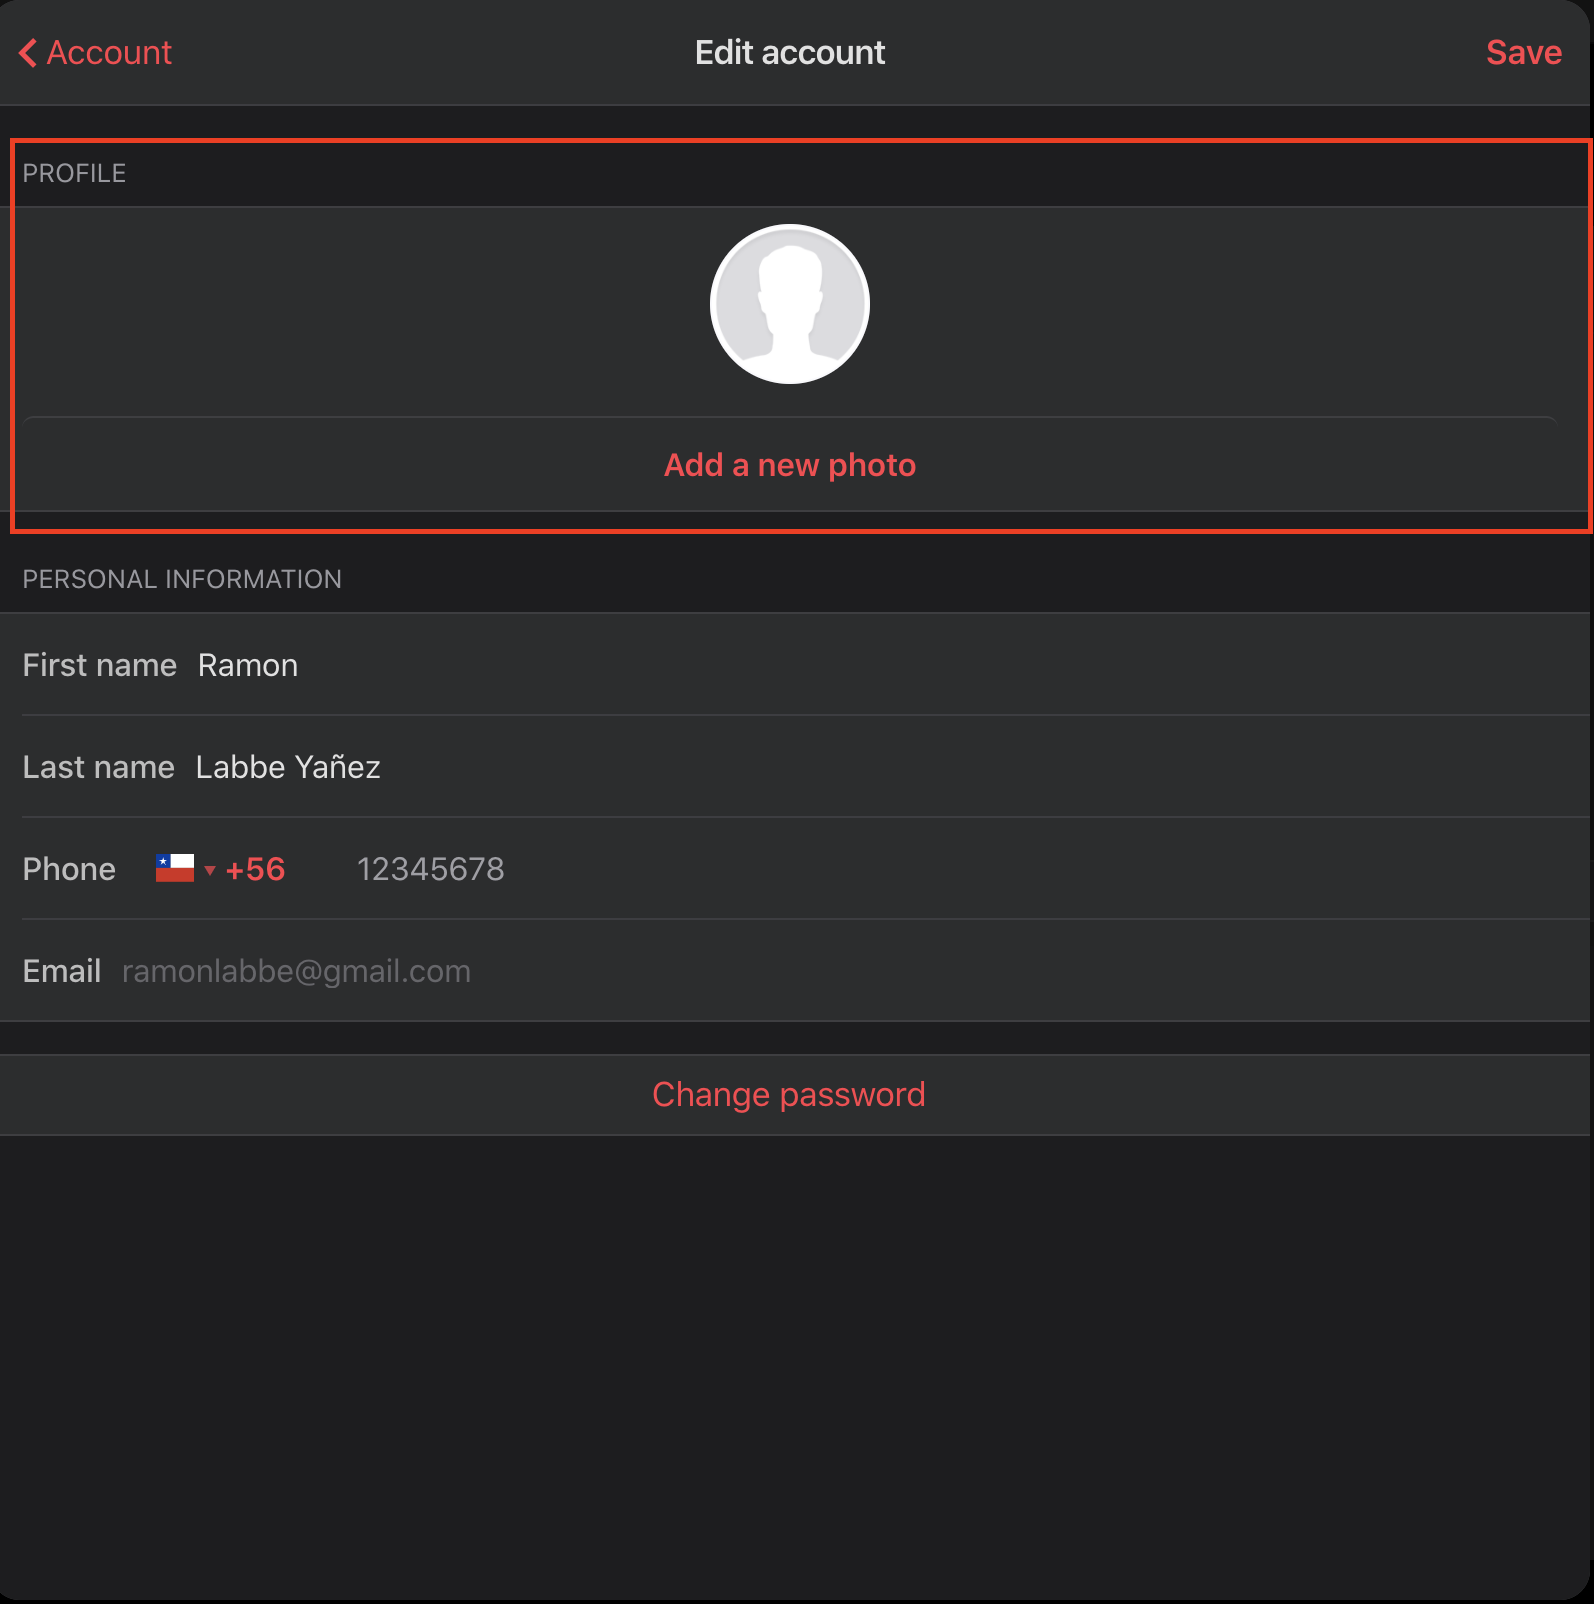 Account
Edit account
Save
PROFILE
Add a new photo
PERSONAL INFORMATION
First name Ramon
Last name Labbe Yañez
Phone +56 12345678
Email ramonlabbe@gmail.com
Change password